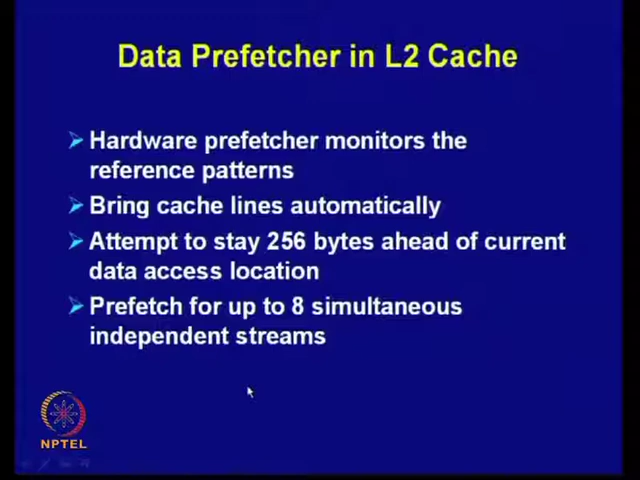 Data Prefetcher in L2 Cache
Hardware prefetcher monitors the
reference patterns
Bring cache lines automatically
Attempt to stay 256 bytes ahead of current
data access location
Prefetch for up to 8 simultaneous
independent streams
NPTEL